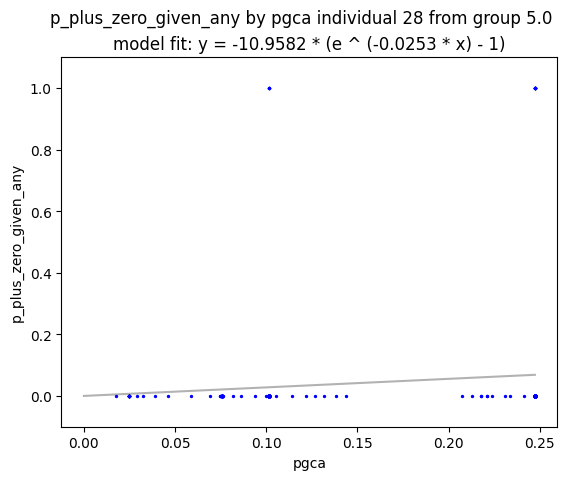 p_plus_zero_given_any by pgca individual 28 from group 5.0
model fit: y = -10.9582 * (e ^ (-0.0253 * x) - 1)
1.0
0.8
0.6
0.4
0.2
0.0
p_plus_zero_given_any
0.00 0.05 0.10 0.15 0.20 0.25
pgca